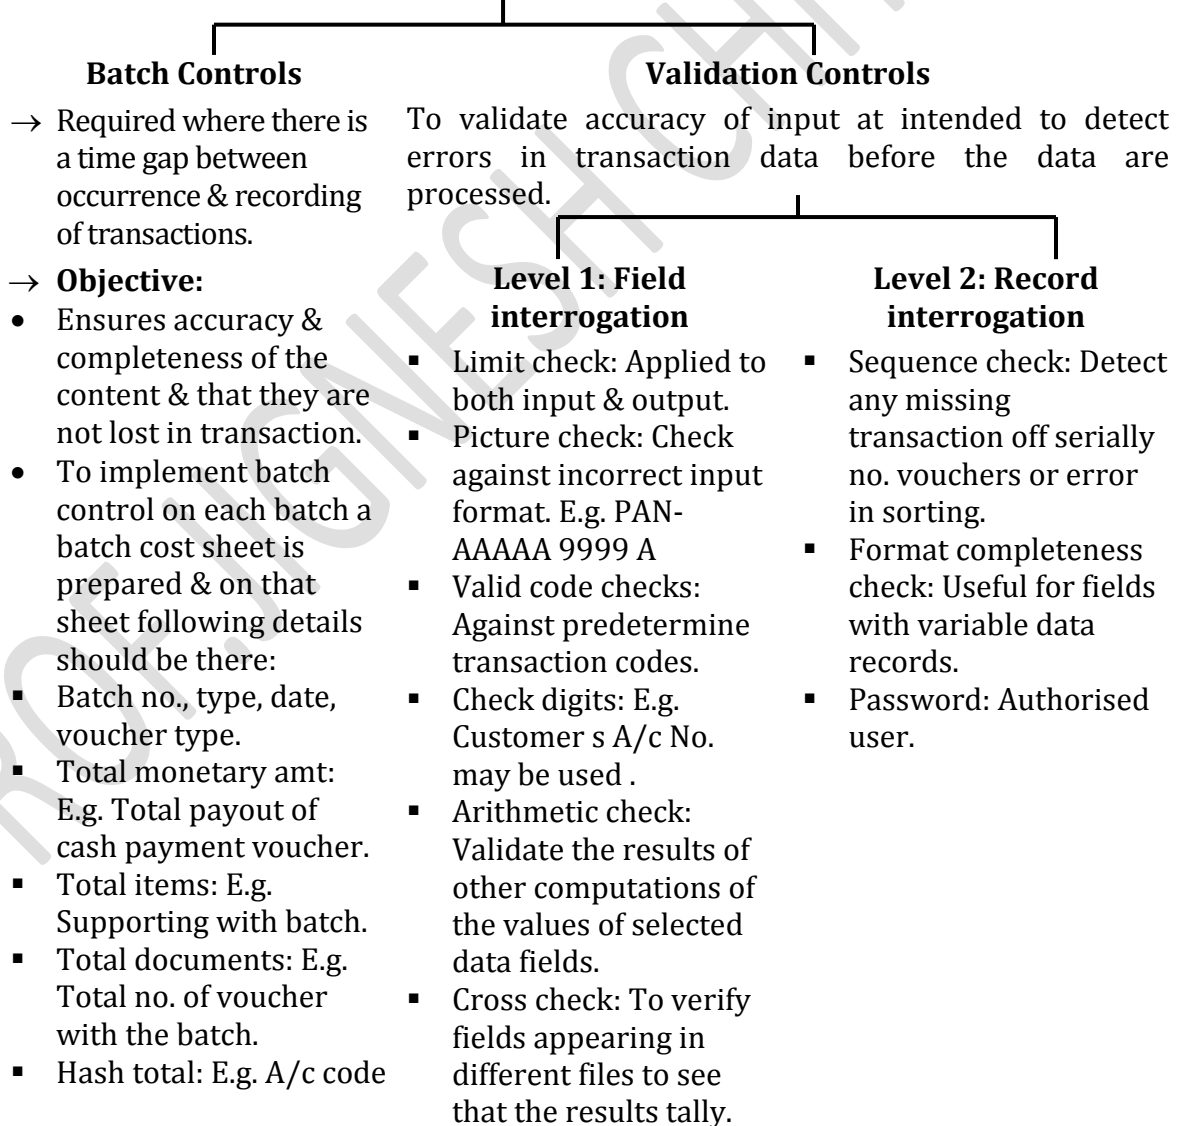 Batch Controls
→ Required where there is
a time gap between
occurrence & recording
of transactions.
→ Objective:
• Ensures accuracy &
completeness of the
content & that they are
not lost in transaction.
• To implement batch
control on each batch a
batch cost sheet is
prepared & on that
sheet following details
should be there:
▪ Batch no., type, date,
voucher type.
▪ Total monetary amt:
E.g. Total payout of
cash payment voucher.
▪ Total items: E.g.
Supporting with batch.
▪ Total documents: E.g.
Total no. of voucher
with the batch.
▪ Hash total: E.g. A/c code
Validation Controls
To validate accuracy of input at intended to detect
errors in transaction data before the data are
processed.
Level 1: Field
interrogation
▪ Limit check: Applied to
both input & output.
▪ Picture check: Check
against incorrect input
format. E.g. PAN-
AAAAA 9999 A
▪ Valid code checks:
Against predetermine
transaction codes.
▪ Check digits: E.g.
Customer s A/c No.
may be used .
▪ Arithmetic check:
Validate the results of
other computations of
the values of selected
data fields.
▪ Cross check: To verify
fields appearing in
different files to see
that the results tally.
Level 2: Record
interrogation
▪ Sequence check: Detect
any missing
transaction off serially
no. vouchers or error
in sorting.
▪ Format completeness
check: Useful for fields
with variable data
records.
▪ Password: Authorised
user.